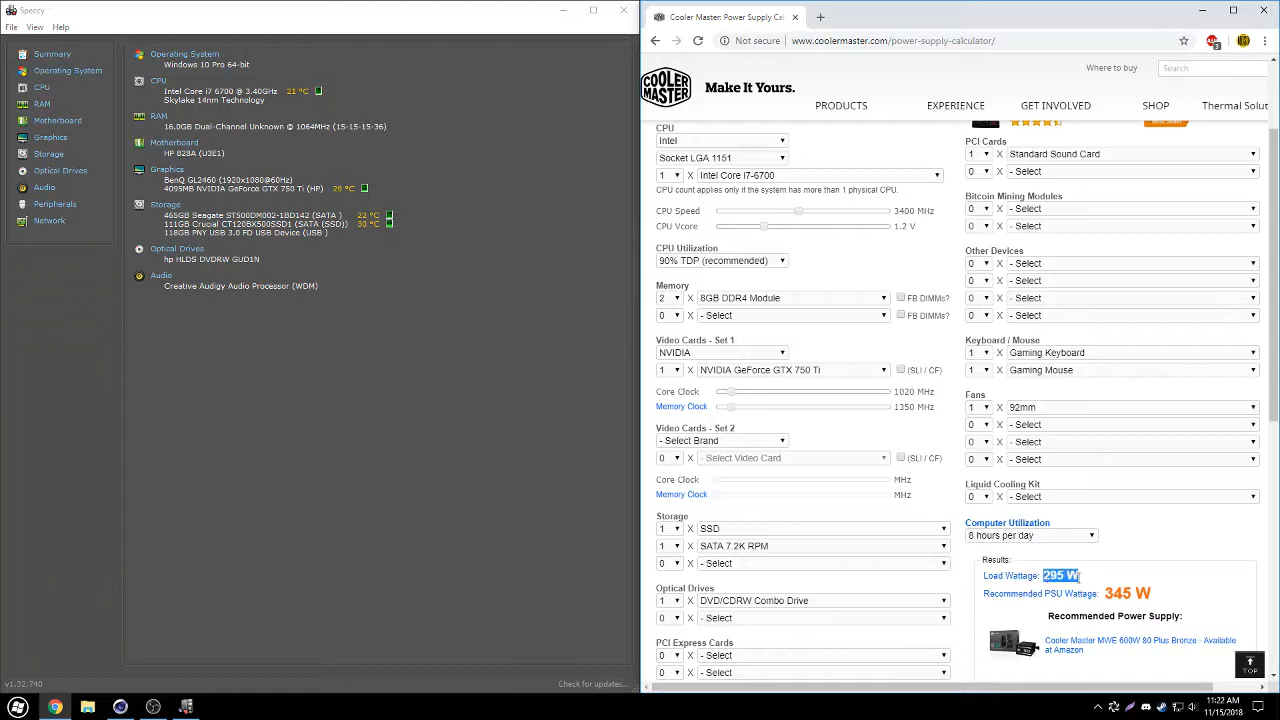 Speccy
File View Help
Summary
Operating System
CPU
RAM
Motherboard
Graphics
Storage
Optical Drives
Audio
Peripherals
Network
Operating System
Windows 10 Pro 64-bit
CPU
Intel Core i7 6700 @ 3.40GHz 21 °C
Skylake 14nm Technology
RAM
16.0GB Dual-Channel Unknown @ 1064MHz (15-15-15-36)
Motherboard
HP 828A (U3E1)
Graphics
BenQ GL2460 (1920x1080@60Hz)
4095MB NVIDIA GeForce GTX 750 Ti (HP) 29 °C
Storage
465GB Seagate ST500DM002-1BD142 (SATA ) 22 °C
111GB Crucial CT120BX500SSD1 (SATA (SSD)) 30 °C
118GB PNY USB 3.0 FD USB Device (USB )
Optical Drives
hp HLDS DVDRW GUD1N
Audio
Creative Audigy Audio Processor (WDM)
v1.32.740
Check for updates...
Cooler Master: Power Supply Cal
Not secure www.coolermaster.com/power-supply-calculator/
3
COOLER MASTER
Make It Yours.
Where to buy
Search
PRODUCTS EXPERIENCE GET INVOLVED SHOP Thermal Solut
CPU
Intel
Socket LGA 1151
1 X Intel Core i7-6700
CPU count applies only if the system has more than 1 physical CPU.
CPU Speed 3400 MHz
CPU Vcore 1.2 V
CPU Utilization
90% TDP (recommended)
Memory
2 X 8GB DDR4 Module FB DIMMs?
0 X - Select FB DIMMs?
Video Cards - Set 1
NVIDIA
1 X NVIDIA GeForce GTX 750 Ti (SLI / CF)
Core Clock 1020 MHz
Memory Clock 1350 MHz
Video Cards - Set 2
- Select Brand
0 X - Select Video Card (SLI / CF)
Core Clock MHz
Memory Clock MHz
Storage
1 X SSD
1 X SATA 7.2K RPM
0 X - Select
Optical Drives
1 X DVD/CDRW Combo Drive
0 X - Select
PCI Express Cards
0 X - Select
0 X - Select
PCI Cards
1 X Standard Sound Card
0 X - Select
Bitcoin Mining Modules
0 X - Select
0 X - Select
Other Devices
0 X - Select
0 X - Select
0 X - Select
0 X - Select
Keyboard / Mouse
1 X Gaming Keyboard
1 X Gaming Mouse
Fans
1 X 92mm
0 X - Select
0 X - Select
0 X - Select
Liquid Cooling Kit
0 X - Select
Computer Utilization
8 hours per day
Results:
Load Wattage: 295 W
Recommended PSU Wattage: 345 W
Recommended Power Supply:
Cooler Master MWE 600W 80 Plus Bronze - Available
at Amazon
TOP
11:22 AM
11/15/2018